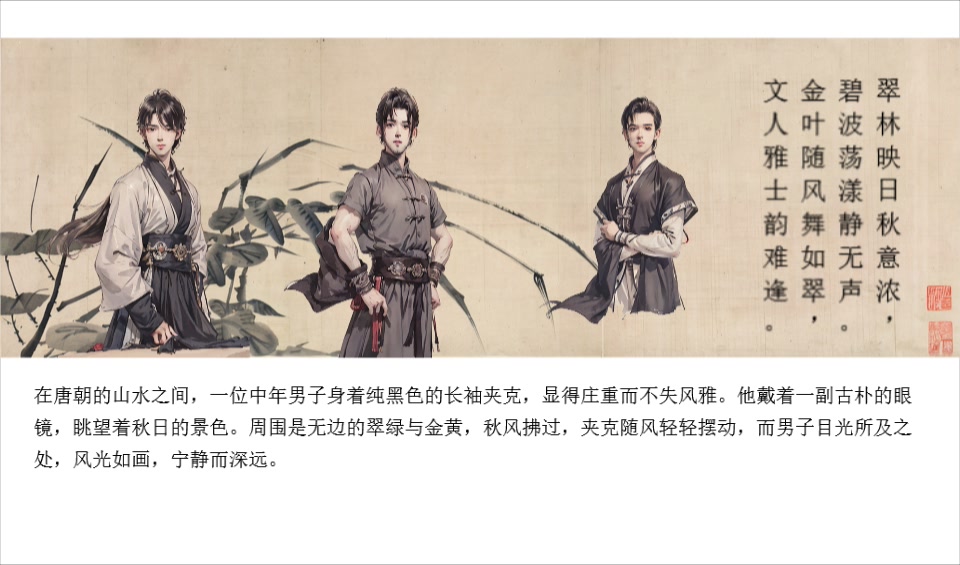 翠林映日秋意浓，
碧波荡漾静无声。
金叶随风舞如翠，
文人雅士韵难逢。
在唐朝的山水之间，一位中年男子身着纯黑色的长袖夹克，显得庄重而不失风雅。他戴着一副古朴的眼
镜，眺望着秋日的景色。周围是无边的翠绿与金黄，秋风拂过，夹克随风轻轻摆动，而男子目光所及之
处，风光如画，宁静而深远。